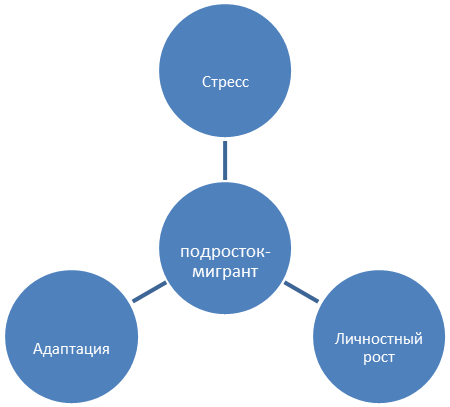 Стресс
подросток-
мигрант
Адаптация
Личностный
рост